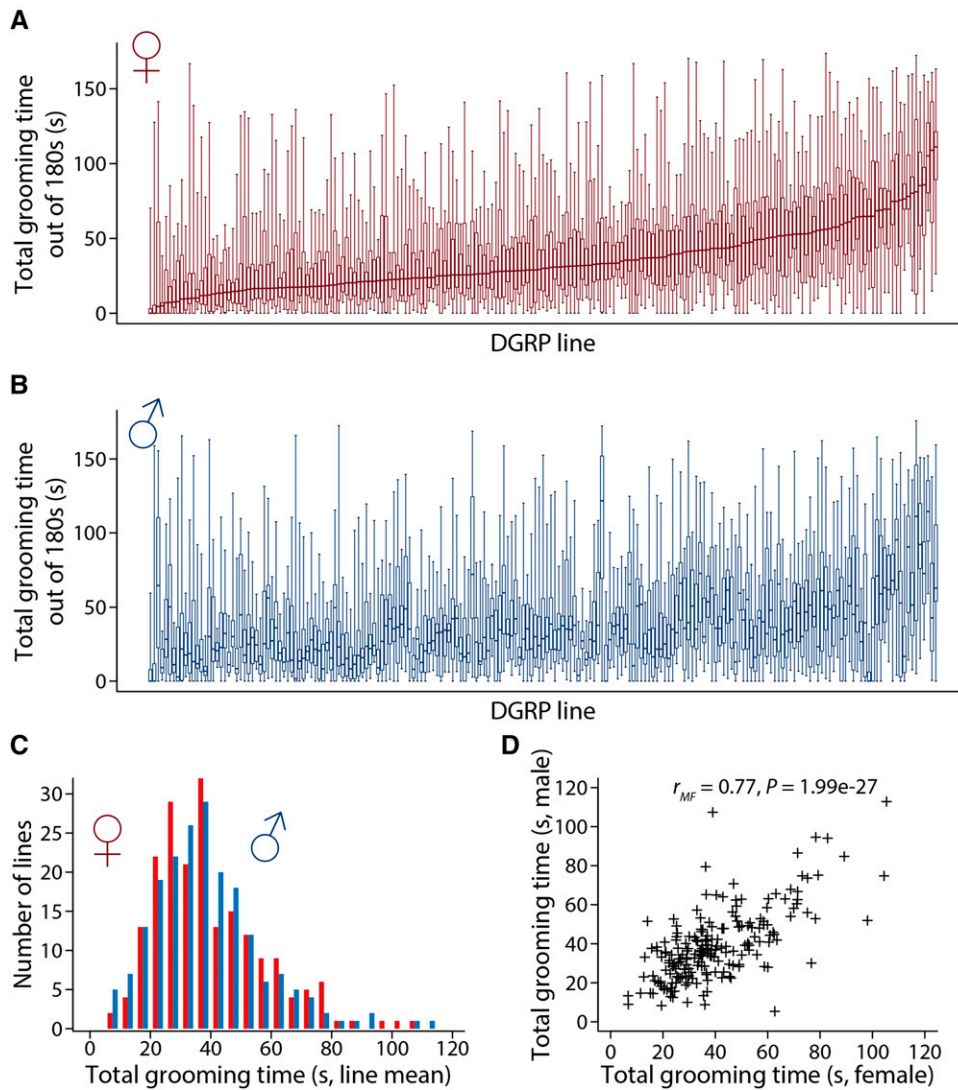 A
Total grooming time
out of 180s (s)
150
100
50
0
DGRP line
B
Total grooming time
out of 180s (s)
150
100
50
0
DGRP line
C
Number of lines
30
25
20
15
10
5
0
0 20 40 60 80 100 120
Total grooming time (s, line mean)
D
Total grooming time (s, male)
120
100
80
60
40
20
0
rMF = 0.77, P = 1.99e-27
0 20 40 60 80 100 120
Total grooming time (s, female)